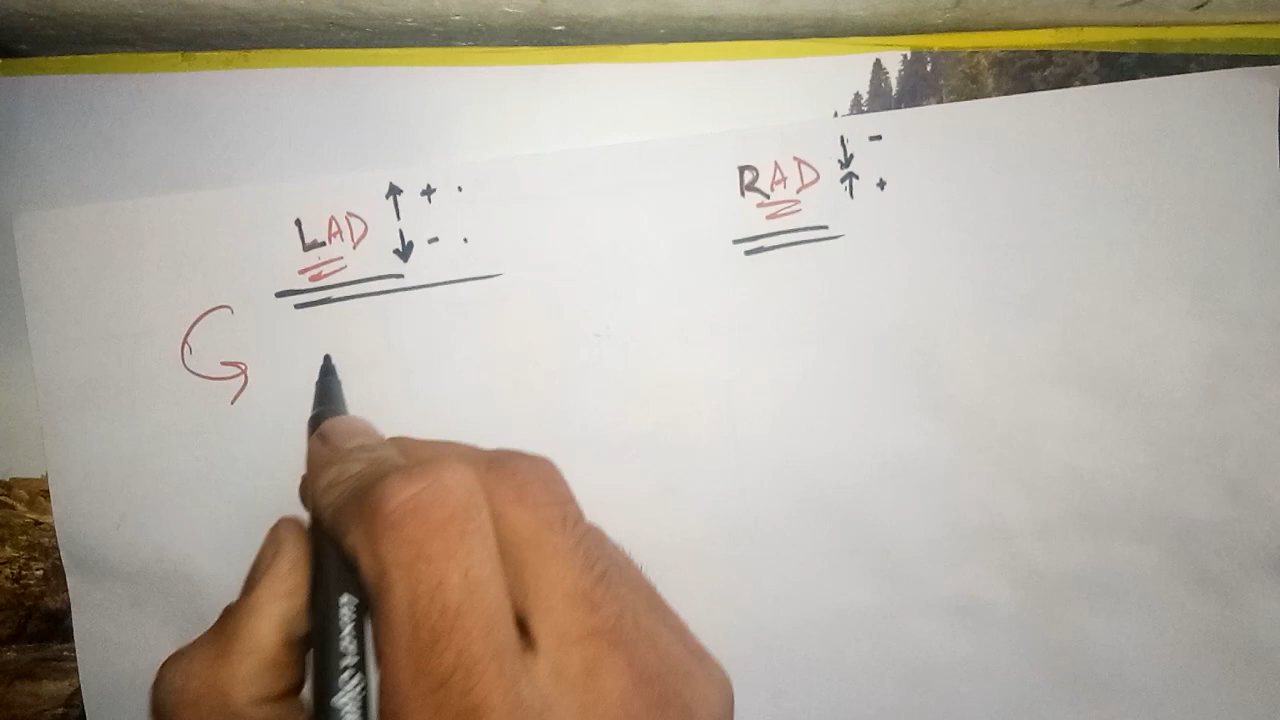 LAD ↑ + .
↓ - .
RAD ↓ -
↑ +